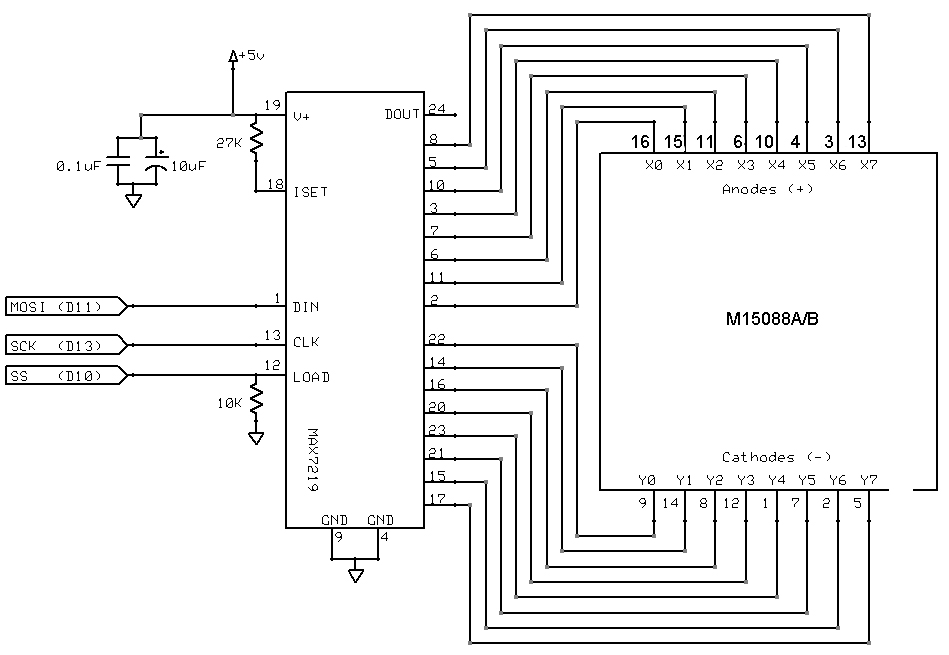 +5v
19
V+
DOUT
24
27K
8
16 15 11 6 10 4 3 13
0.1uF
10uF
5
X0 X1 X2 X3 X4 X5 X6 X7
18
ISET
10
Anodes (+)
3
7
6
11
MOSI (D11)
1
DIN
2
M15088A/B
SCK (D13)
13
CLK
22
SS (D10)
12
LOAD
14
10K
16
20
MAX7219
23
21
Cathodes (-)
15
Y0 Y1 Y2 Y3 Y4 Y5 Y6 Y7
17
9 14 8 12 1 7 2 5
GND GND
9 4